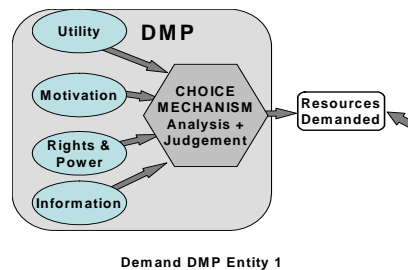 Utility
DMP
Motivation
CHOICE
MECHANISM
Analysis +
Judgement
Resources
Demanded
Rights &
Power
Information
Demand DMP Entity 1